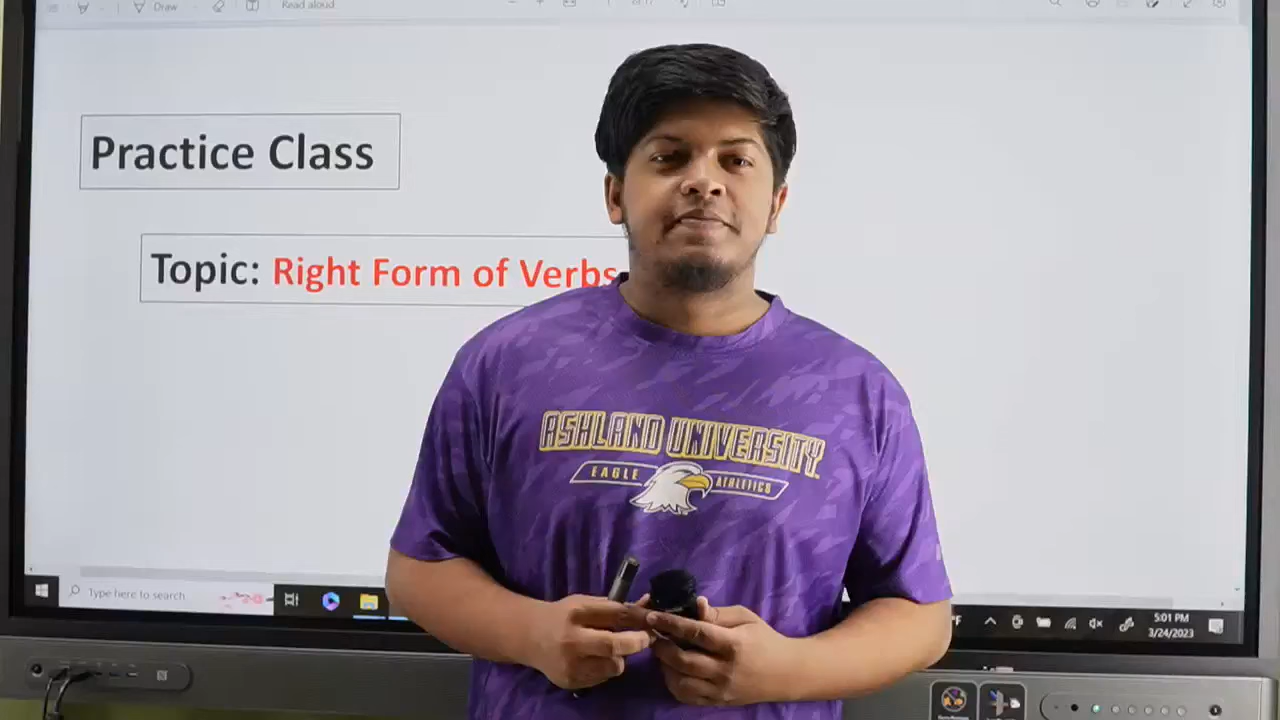 Draw
Read aloud
Practice Class
Topic: Right Form of Verbs
ASHLAND UNIVERSITY
EAGLE ATHLETICS
Type here to search
5:01 PM
3/24/2023